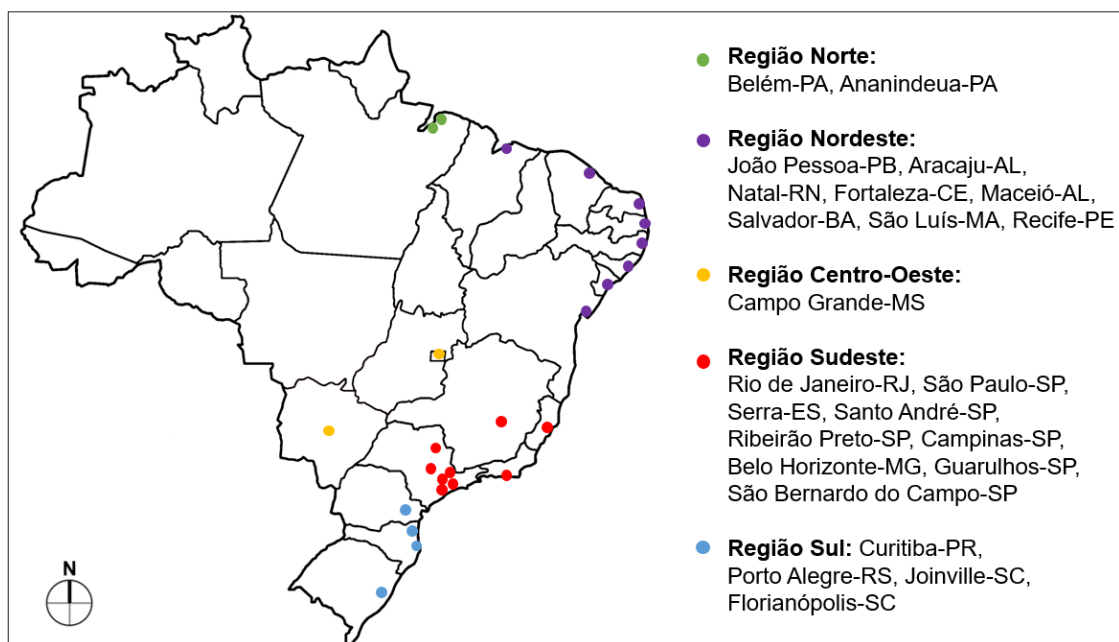 Região Norte:
Belém-PA, Ananindeua-PA
Região Nordeste:
João Pessoa-PB, Aracaju-AL,
Natal-RN, Fortaleza-CE, Maceió-AL,
Salvador-BA, São Luís-MA, Recife-PE
Região Centro-Oeste:
Campo Grande-MS
Região Sudeste:
Rio de Janeiro-RJ, São Paulo-SP,
Serra-ES, Santo André-SP,
Ribeirão Preto-SP, Campinas-SP,
Belo Horizonte-MG, Guarulhos-SP,
São Bernardo do Campo-SP
Região Sul: Curitiba-PR,
Porto Alegre-RS, Joinville-SC,
Florianópolis-SC
N